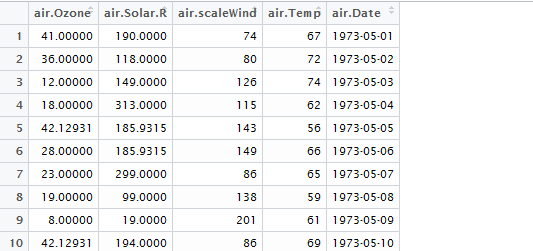 air.Ozone air.Solar.R air.scaleWind air.Temp air.Date
1 41.00000 190.0000 74 67 1973-05-01
2 36.00000 118.0000 80 72 1973-05-02
3 12.00000 149.0000 126 74 1973-05-03
4 18.00000 313.0000 115 62 1973-05-04
5 42.12931 185.9315 143 56 1973-05-05
6 28.00000 185.9315 149 66 1973-05-06
7 23.00000 299.0000 86 65 1973-05-07
8 19.00000 99.0000 138 59 1973-05-08
9 8.00000 19.0000 201 61 1973-05-09
10 42.12931 194.0000 86 69 1973-05-10